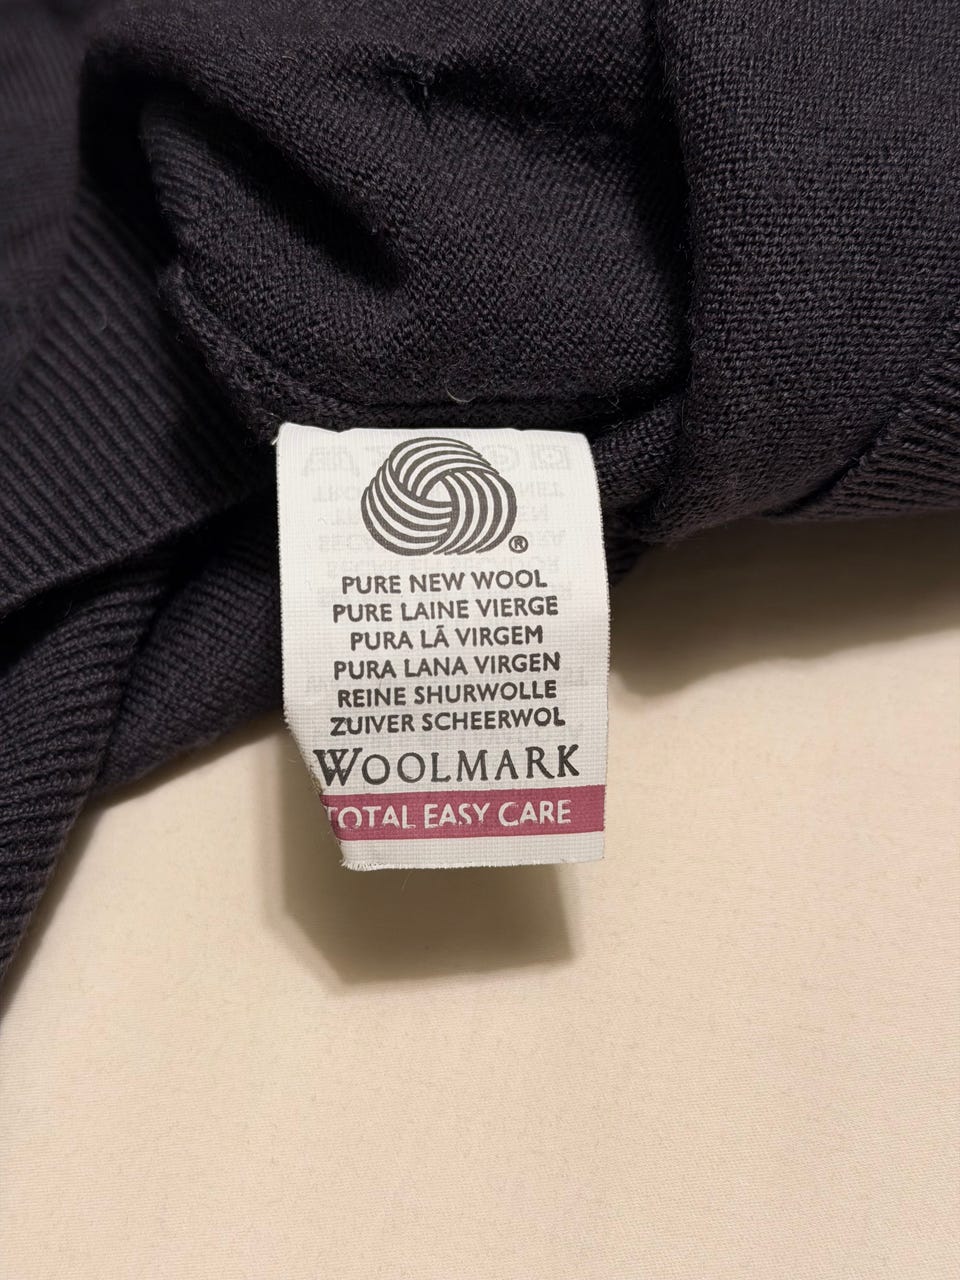 ®
PURE NEW WOOL
PURE LAINE VIERGE
PURA LÃ VIRGEM
PURA LANA VIRGEN
REINE SHURWOLLE
ZUIVER SCHEERWOL
WOOLMARK
TOTAL EASY CARE